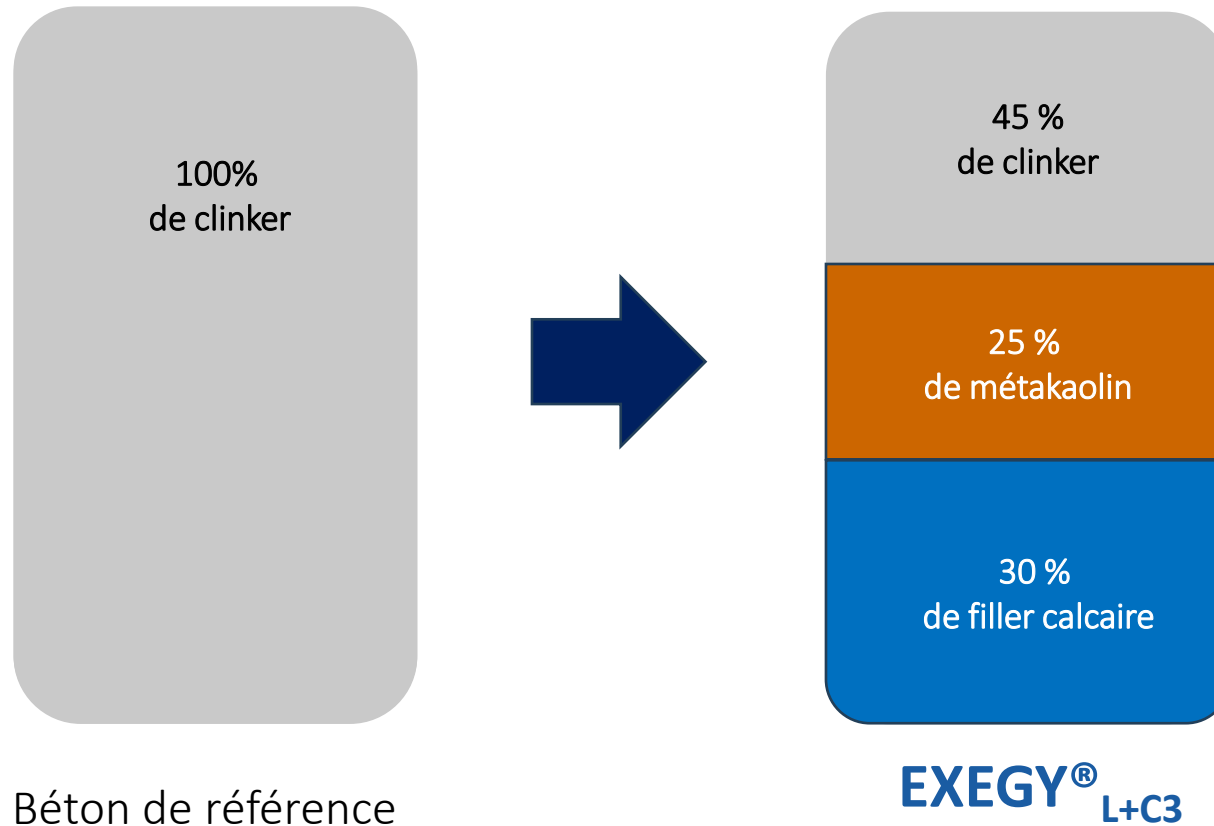 100%
de clinker
Béton de référence
45 %
de clinker
25 %
de métakaolin
30 %
de filler calcaire
EXEGY® L+C3